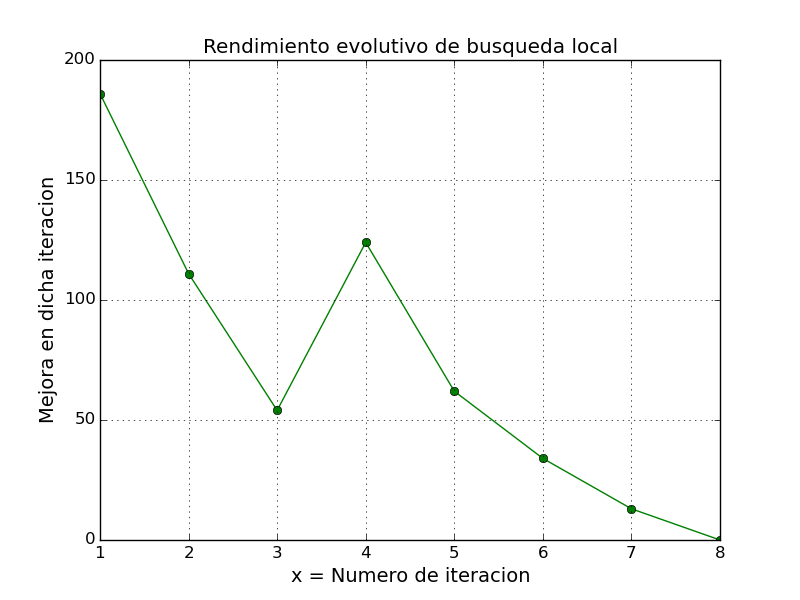 Rendimiento evolutivo de busqueda local
200
150
100
50
0
Mejora en dicha iteracion
1 2 3 4 5 6 7 8
x = Numero de iteracion